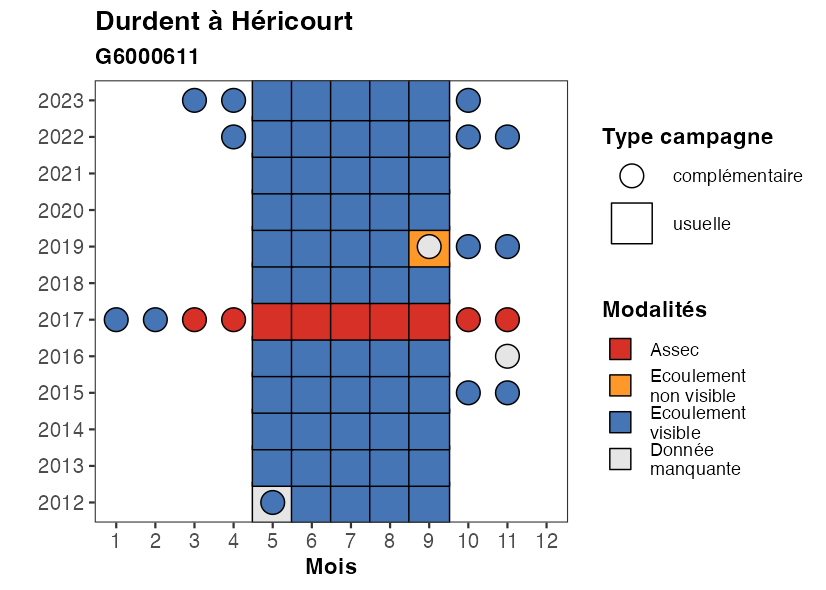 Durdent à Héricourt
G6000611
2023
2022
2021
2020
2019
2018
2017
2016
2015
2014
2013
2012
1 2 3 4 5 6 7 8 9 10 11 12
Mois
Type campagne
complémentaire
usuelle
Modalités
Assec
Ecoulement
non visible
Ecoulement
visible
Donnée
manquante